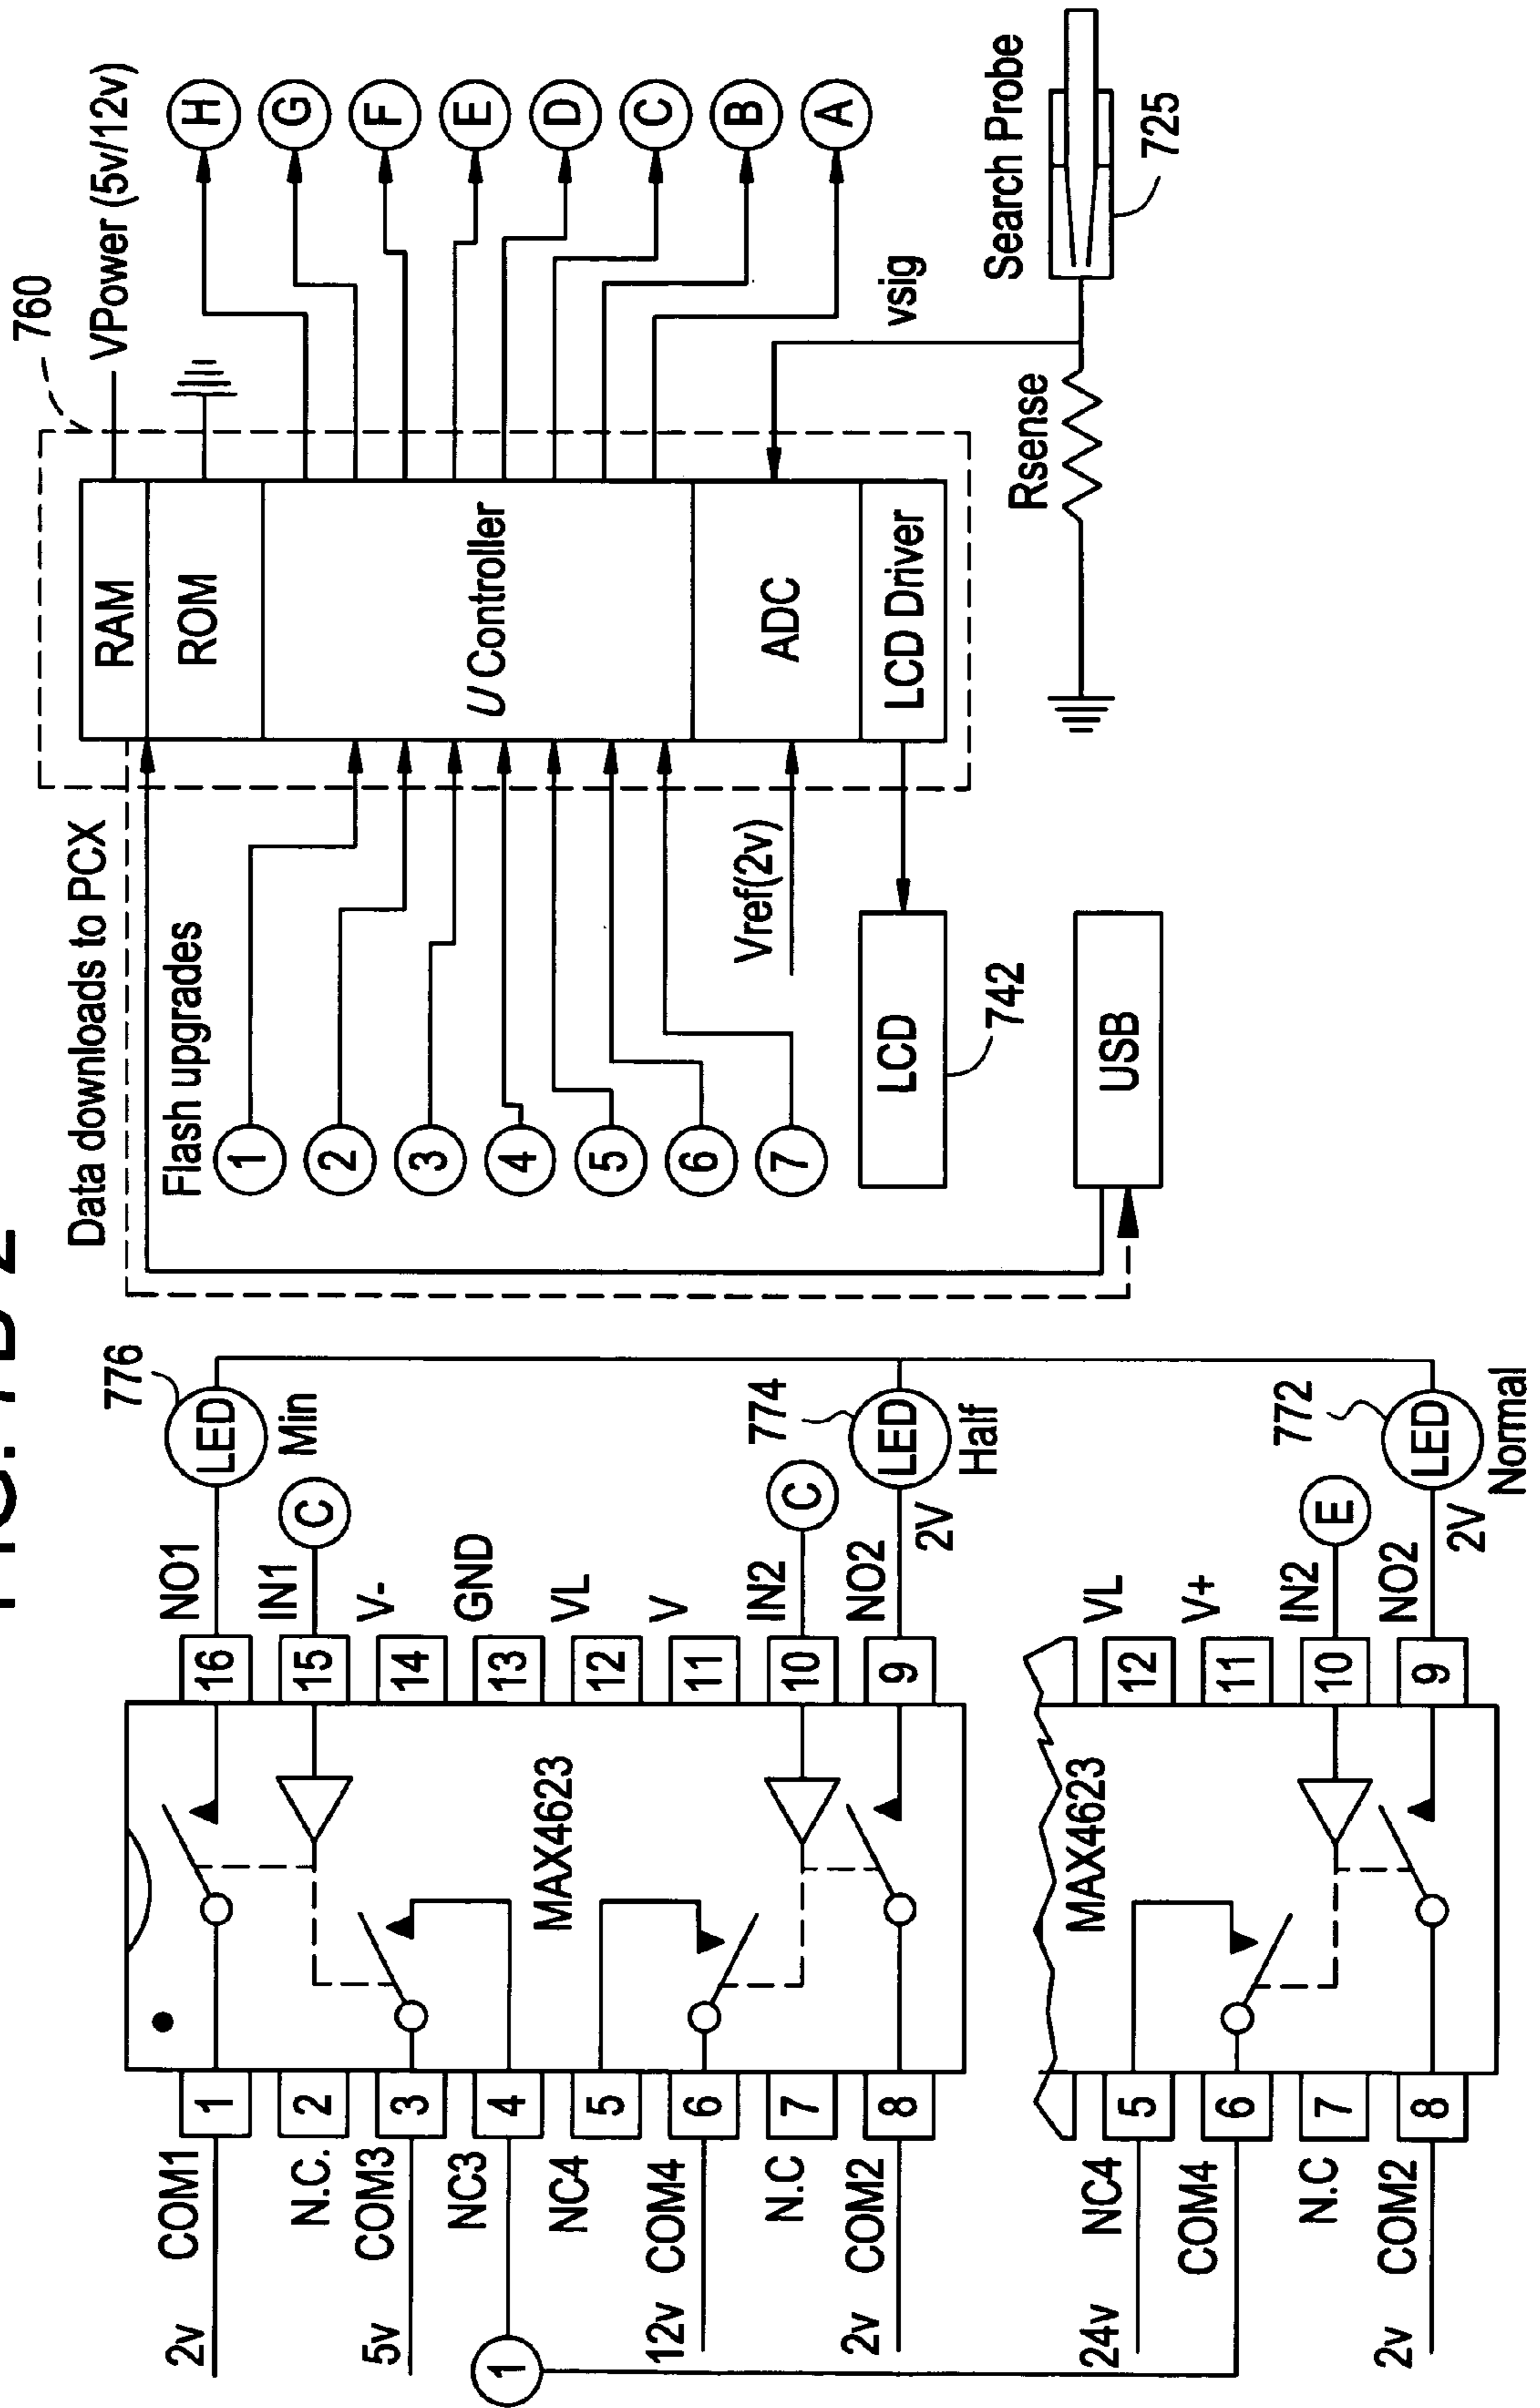 Data downloads to PCX
Flash upgrades
760
VPower (5v/12v)
RAM
ROM
U Controller
ADC
LCD Driver
H
G
F
E
D
C
B
A
1
2
3
4
5
6
7
Vref(2v)
LCD
742
USB
vsig
Rsense
Search Probe
725
2v COM1 1
N.C. 2
5v COM3 3
NC3 4
1
NC4 5
12v COM4 6
N.C 7
2v COM2 8
MAX4623
16 NO1 LED 776
Min
15 IN1 C
14 V-
13 GND
12 VL
11 V
10 IN2 C
9 NO2 2V LED 774
Half
24v NC4 5
COM4 6
N.C 7
2v COM2 8
MAX4623
12 VL
11 V+
10 IN2 E
9 NO2 2V LED 772
Normal